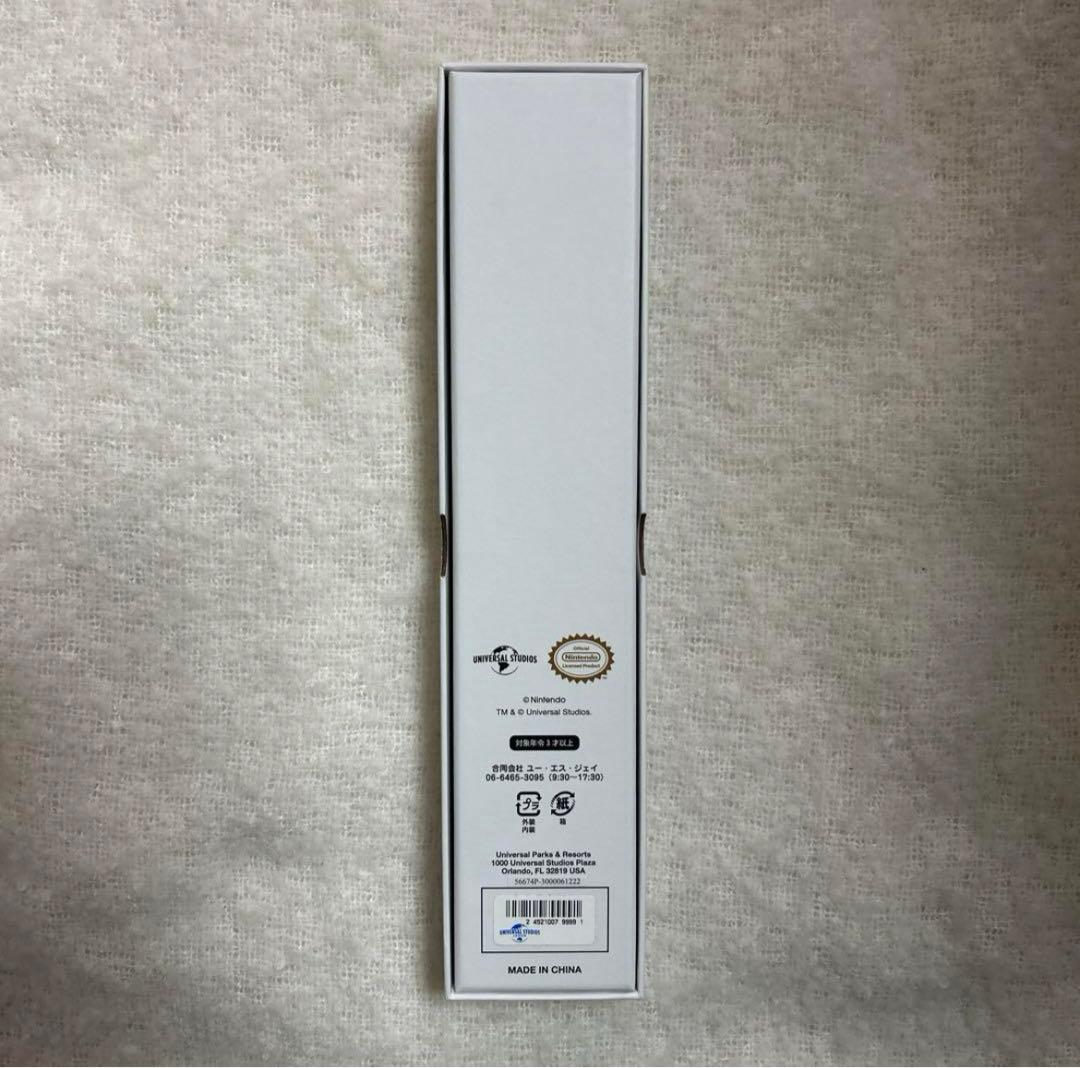 UNIVERSAL STUDIOS
Official
Nintendo
Licensed Product
™
© Nintendo
TM & © Universal Studios.
対象年令3才以上
合同会社 ユー・エス・ジェイ
06-6465-3095（9:30～17:30）
プラ
紙
外装
箱
内装
Universal Parks & Resorts
1000 Universal Studios Plaza
Orlando, FL 32819 USA
56674P-3000061222
2 4521007 9999 1
UNIVERSAL STUDIOS
MADE IN CHINA